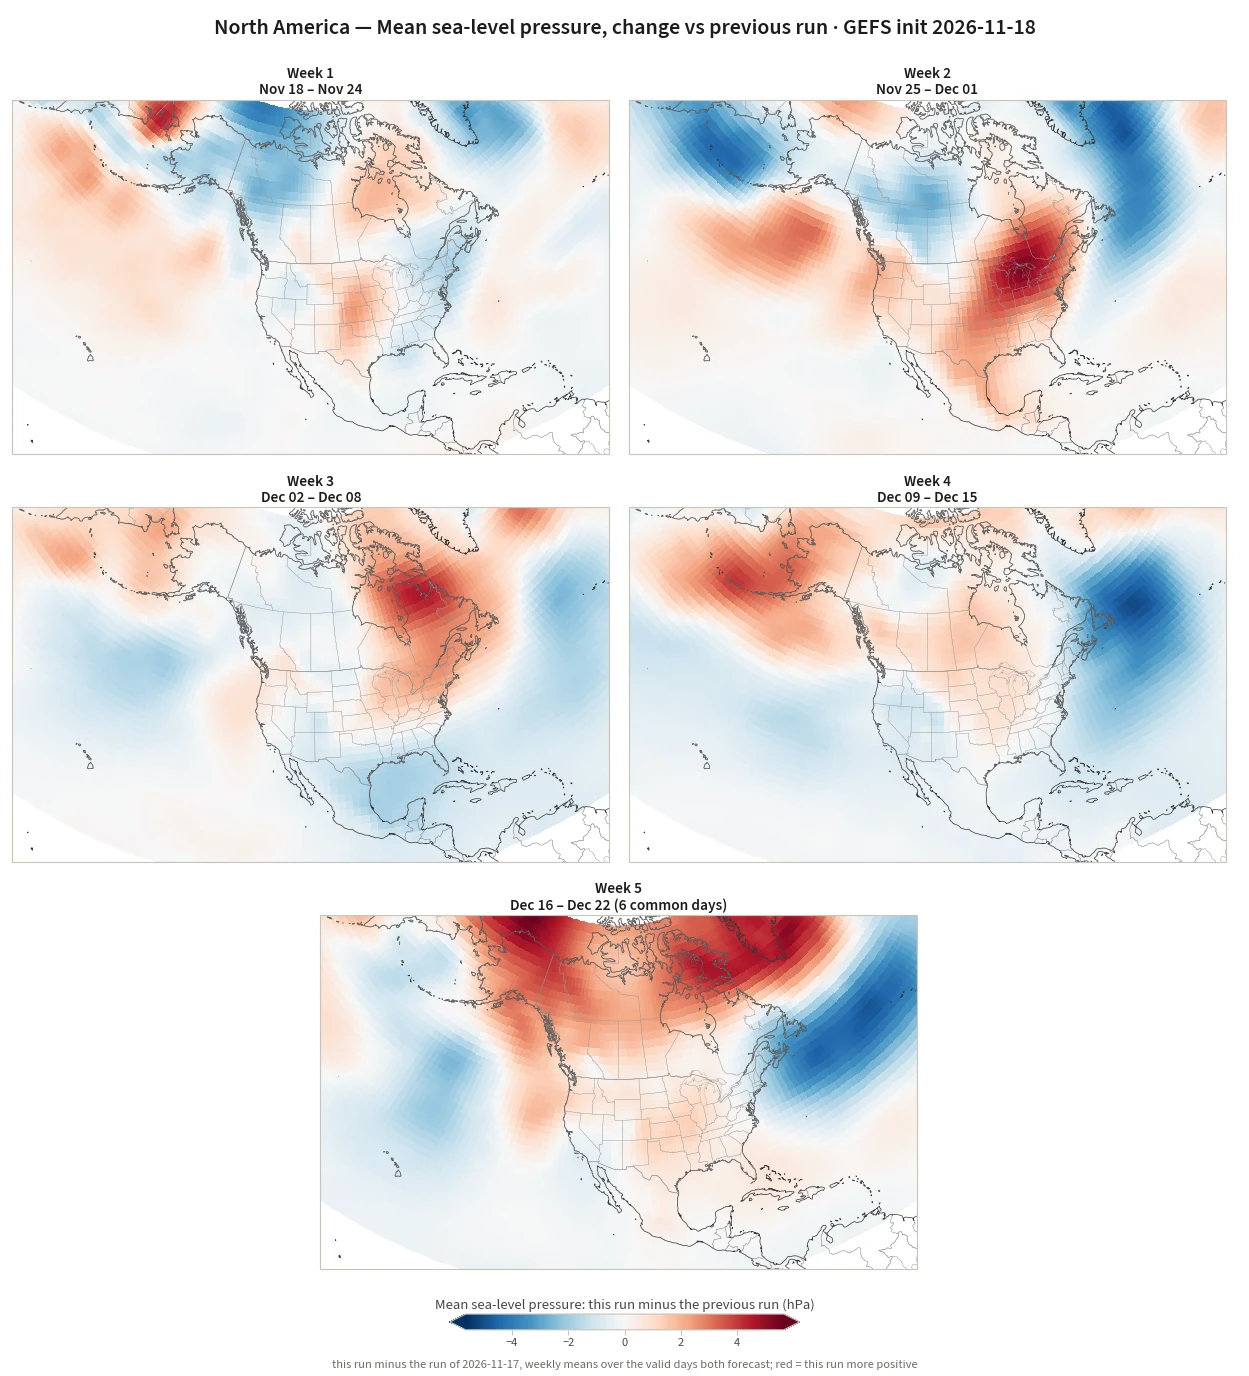 North America — Mean sea-level pressure, change vs previous run · GEFS init 2026-11-18
Week 1
Nov 18 – Nov 24
Week 2
Nov 25 – Dec 01
Week 3
Dec 02 – Dec 08
Week 4
Dec 09 – Dec 15
Week 5
Dec 16 – Dec 22 (6 common days)
Mean sea-level pressure: this run minus the previous run (hPa)
−4 −2 0 2 4
this run minus the run of 2026-11-17, weekly means over the valid days both forecast; red = this run more positive